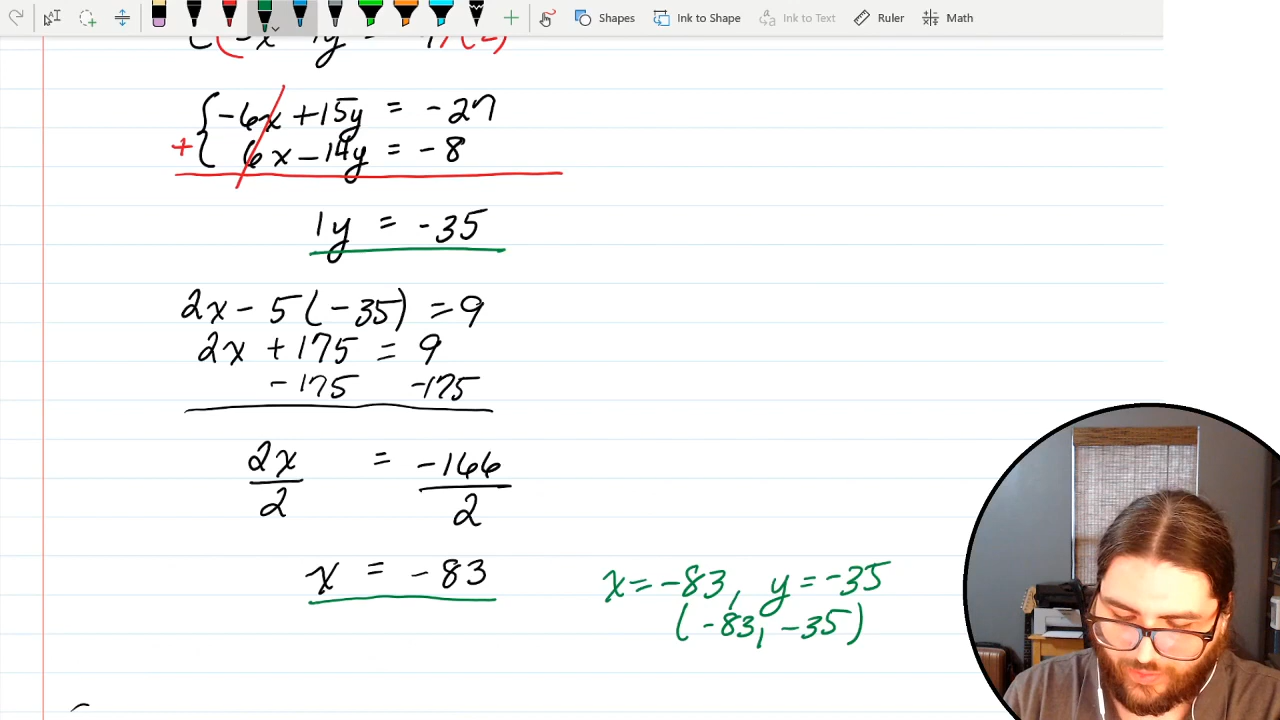 Shapes Ink to Shape Ink to Text Ruler Math
-6x + 15y = -27
+ 6x - 14y = -8
1y = -35
2x - 5(-35) = 9
2x + 175 = 9
-175 -175
2x = -166
2 2
x = -83
x = -83, y = -35
(-83, -35)